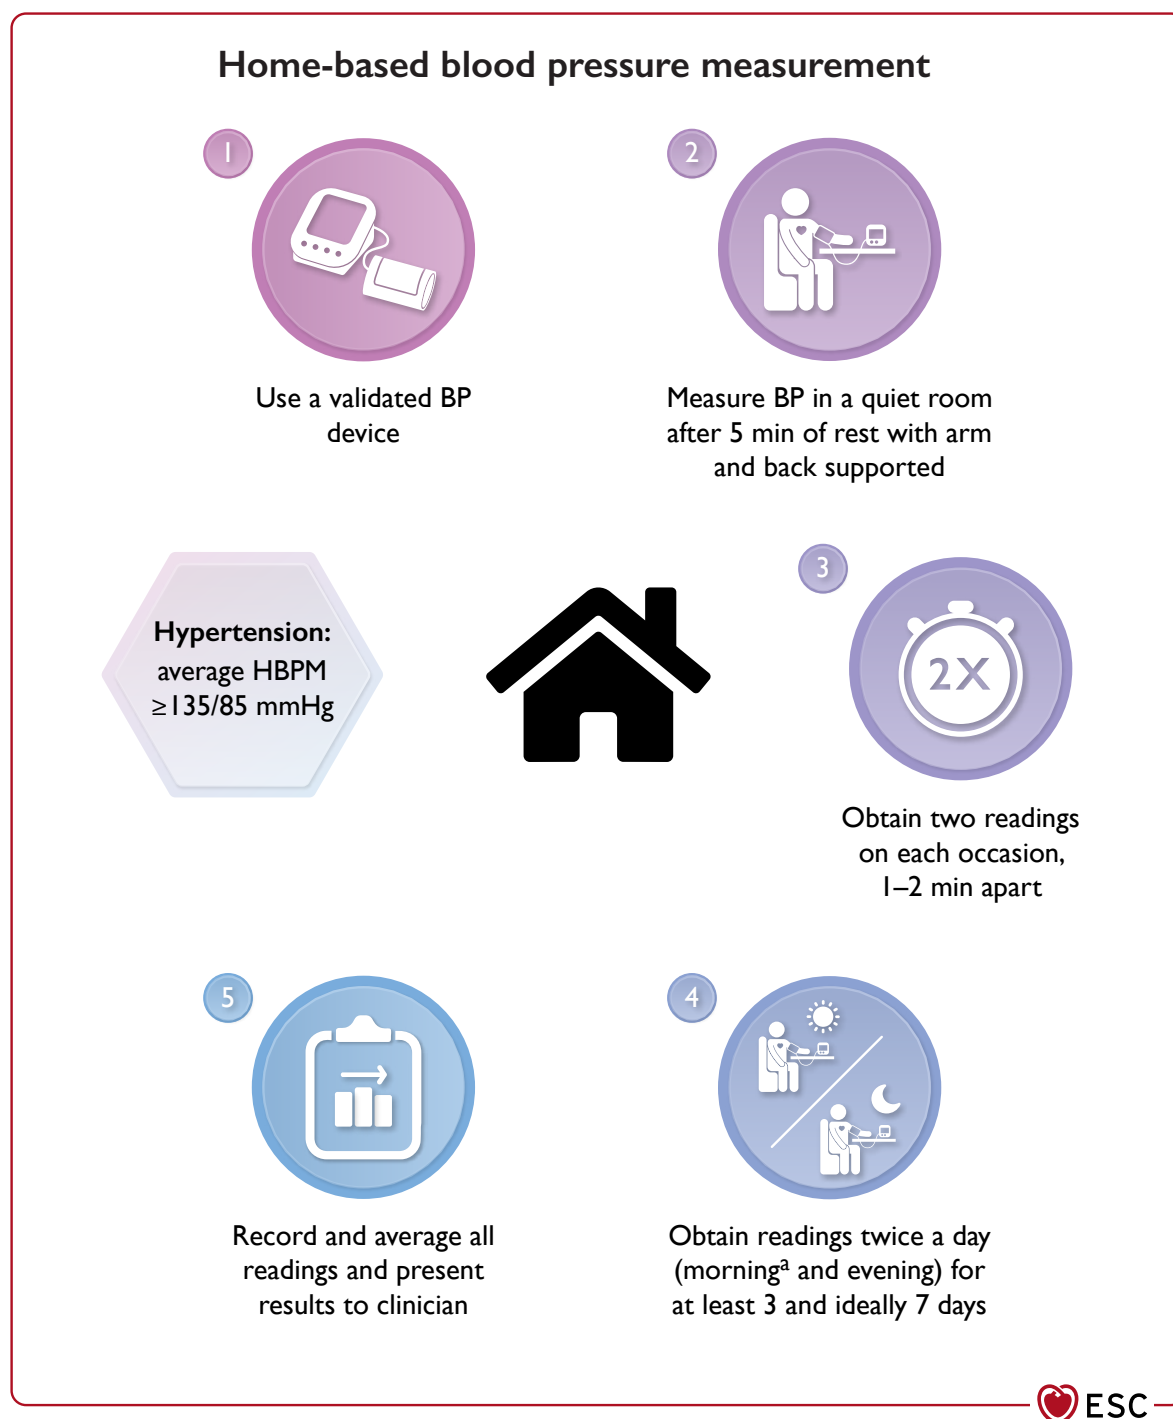 Home-based blood pressure measurement
1
Use a validated BP
device
2
Measure BP in a quiet room
after 5 min of rest with arm
and back supported
Hypertension:
average HBPM
≥135/85 mmHg
3
2X
Obtain two readings
on each occasion,
1–2 min apart
5
Record and average all
readings and present
results to clinician
4
Obtain readings twice a day
(morningᵃ and evening) for
at least 3 and ideally 7 days
ESC